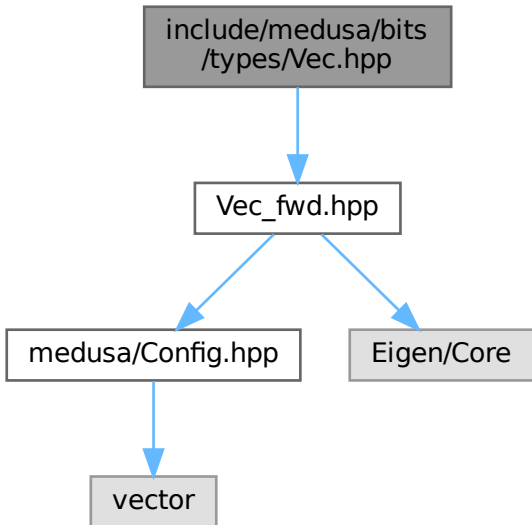 include/medusa/bits
/types/Vec.hpp
Vec_fwd.hpp
medusa/Config.hpp
Eigen/Core
vector